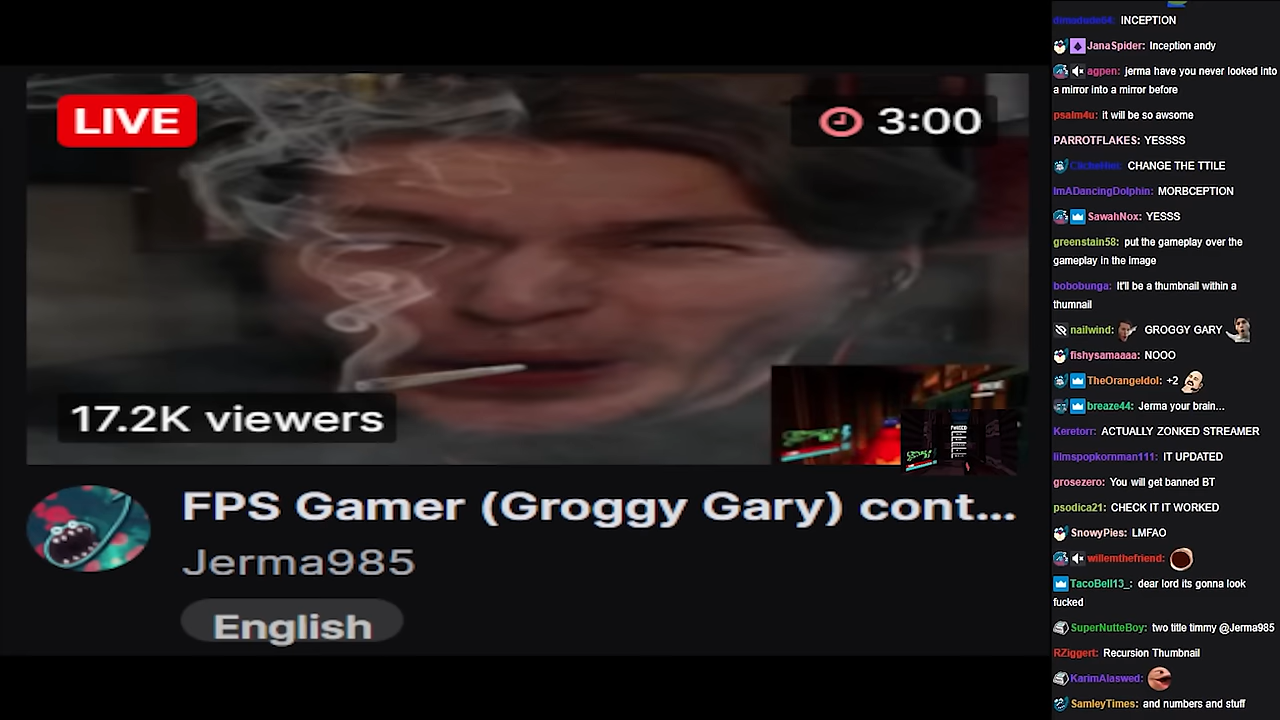 LIVE
3:00
17.2K viewers
FPS Gamer (Groggy Gary) cont...
Jerma985
English
INCEPTION
JanaSpider: Inception andy
agpen: jerma have you never looked into
a mirror into a mirror before
psalm4u: it will be so awsome
PARROTFLAKES: YESSSS
CHANGE THE TTILE
ImADancingDolphin: MORBCEPTION
SawahNox: YESSS
greenstain58: put the gameplay over the
gameplay in the image
bobobunga: It'll be a thumbnail within a
thumnail
nailwind: GROGGY GARY
fishysamaaaa: NOOO
TheOrangeIdol: +2
breaze44: Jerma your brain...
Keretorr: ACTUALLY ZONKED STREAMER
lilmspopkornman111: IT UPDATED
grosezero: You will get banned BT
psodica21: CHECK IT IT WORKED
SnowyPies: LMFAO
willemthefriend:
TacoBell13_: dear lord its gonna look
fucked
SuperNutteBoy: two title timmy @Jerma985
RZiggert: Recursion Thumbnail
KarimAlaswed:
SamleyTimes: and numbers and stuff